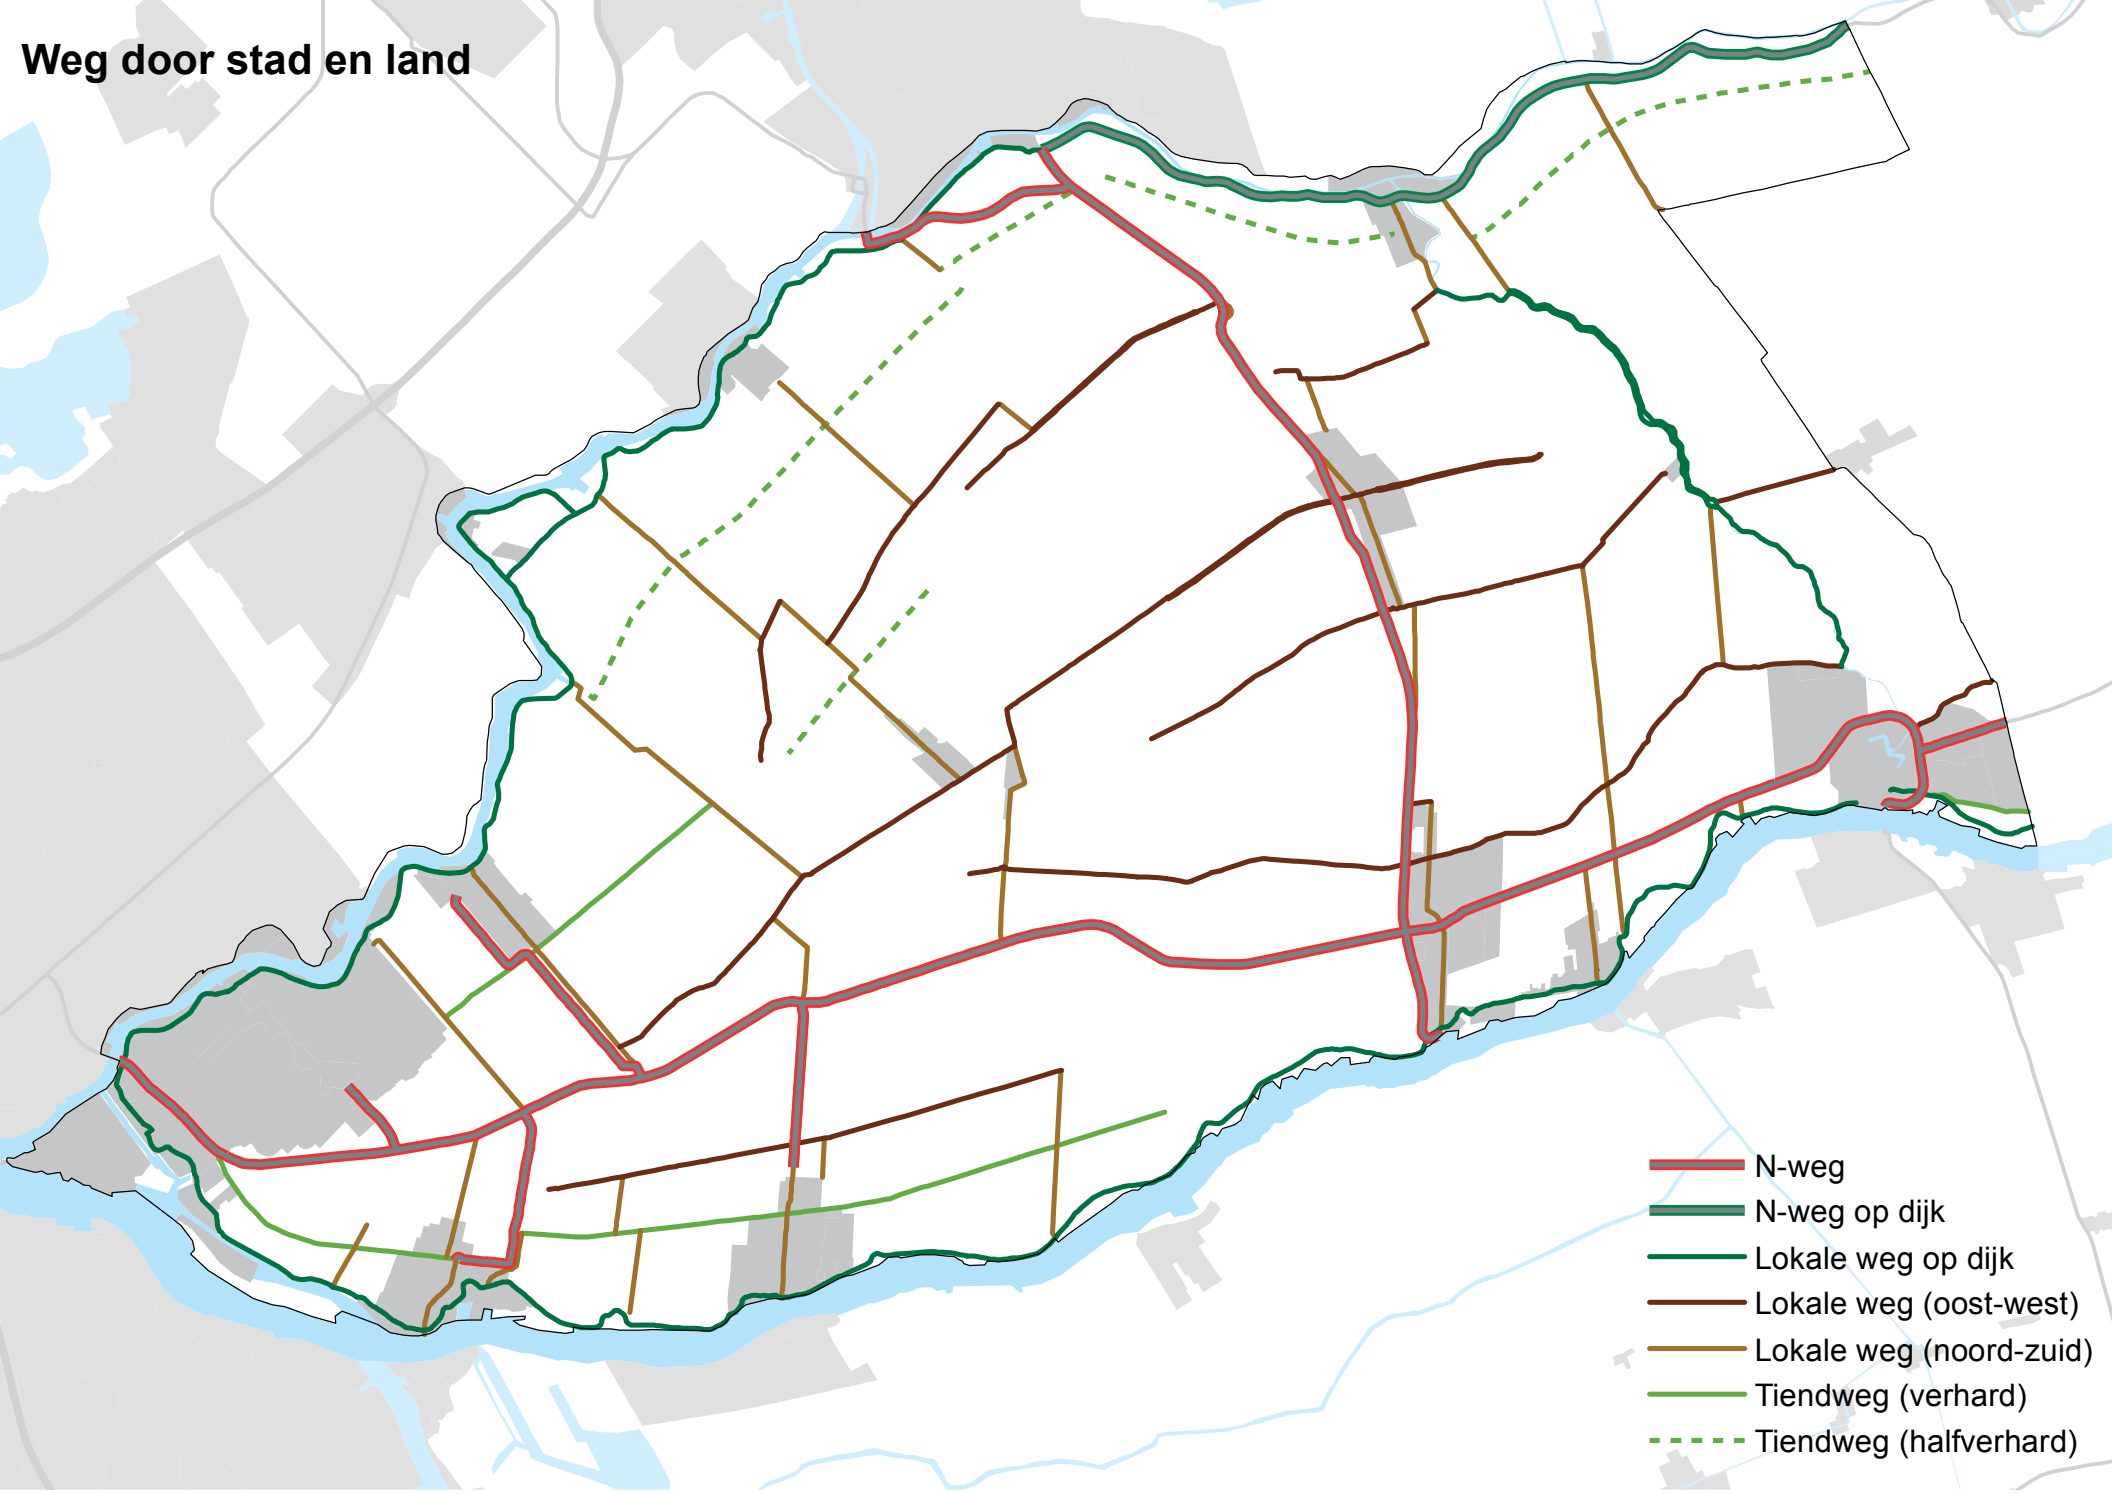 Weg door stad en land
N-weg
N-weg op dijk
Lokale weg op dijk
Lokale weg (oost-west)
Lokale weg (noord-zuid)
Tiendweg (verhard)
Tiendweg (halfverhard)